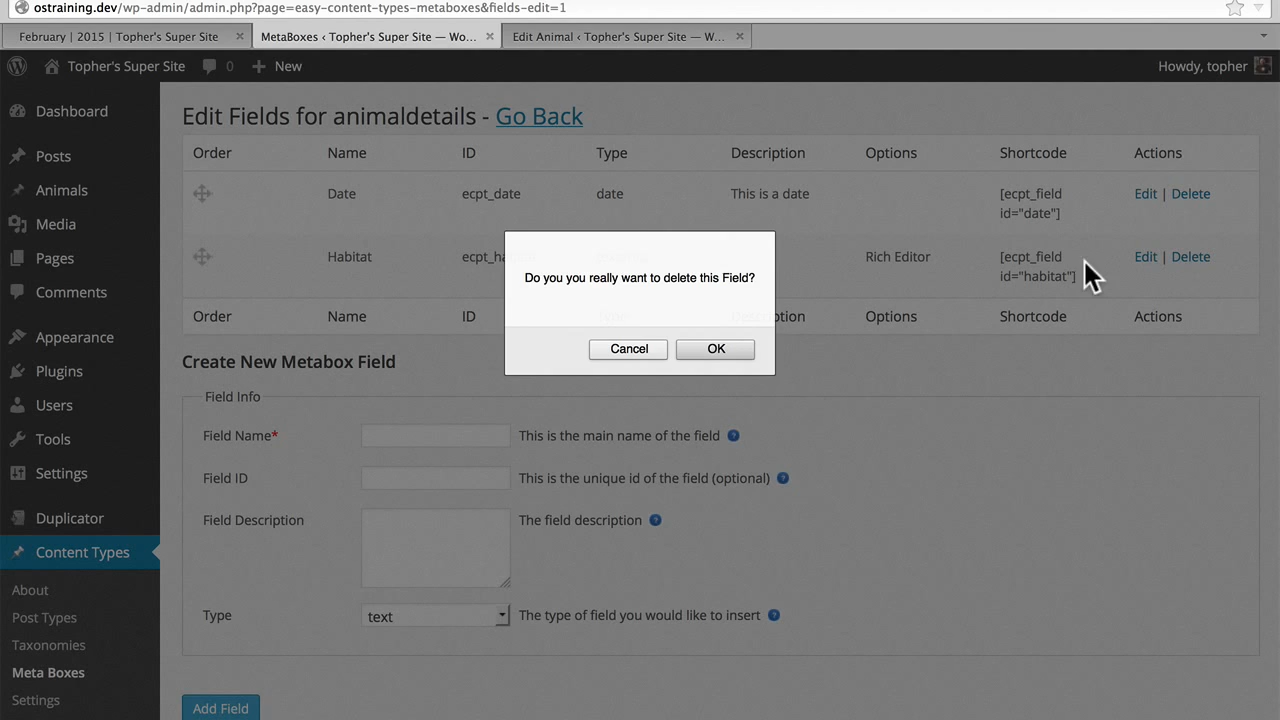 ostraining.dev/wp-admin/admin.php?page=easy-content-types-metaboxes&fields-edit=1
February | 2015 | Topher's Super Site
MetaBoxes ‹ Topher's Super Site — Wo...
Edit Animal ‹ Topher's Super Site — W...
Topher's Super Site 0 New Howdy, topher
Dashboard
Posts
Animals
Media
Pages
Comments
Appearance
Plugins
Users
Tools
Settings
Duplicator
Content Types
About
Post Types
Taxonomies
Meta Boxes
Settings
Edit Fields for animaldetails - Go Back
Order Name ID Type Description Options Shortcode Actions
Date ecpt_date date This is a date [ecpt_field id="date"] Edit | Delete
Habitat Rich Editor [ecpt_field id="habitat"] Edit | Delete
Order Name ID Type Description Options Shortcode Actions
Do you you really want to delete this Field?
Cancel OK
Create New Metabox Field
Field Info
Field Name* This is the main name of the field ?
Field ID This is the unique id of the field (optional) ?
Field Description The field description ?
Type text The type of field you would like to insert ?
Add Field